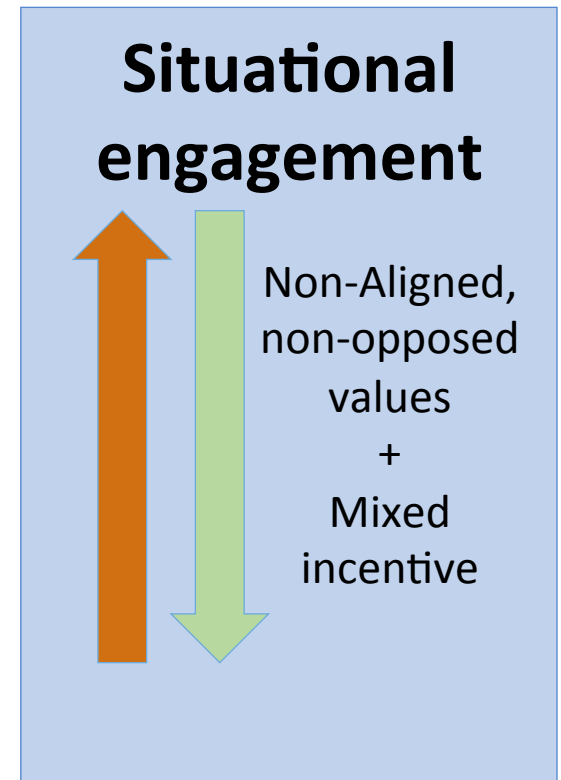 Situational
engagement
Non-Aligned,
non-opposed
values
+
Mixed
incentive